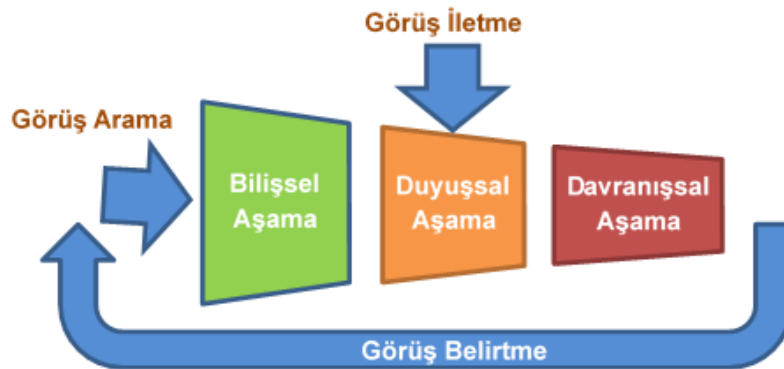 Görüş İletme
Görüş Arama
Bilişsel
Aşama
Duyuşsal
Aşama
Davranışsal
Aşama
Görüş Belirtme